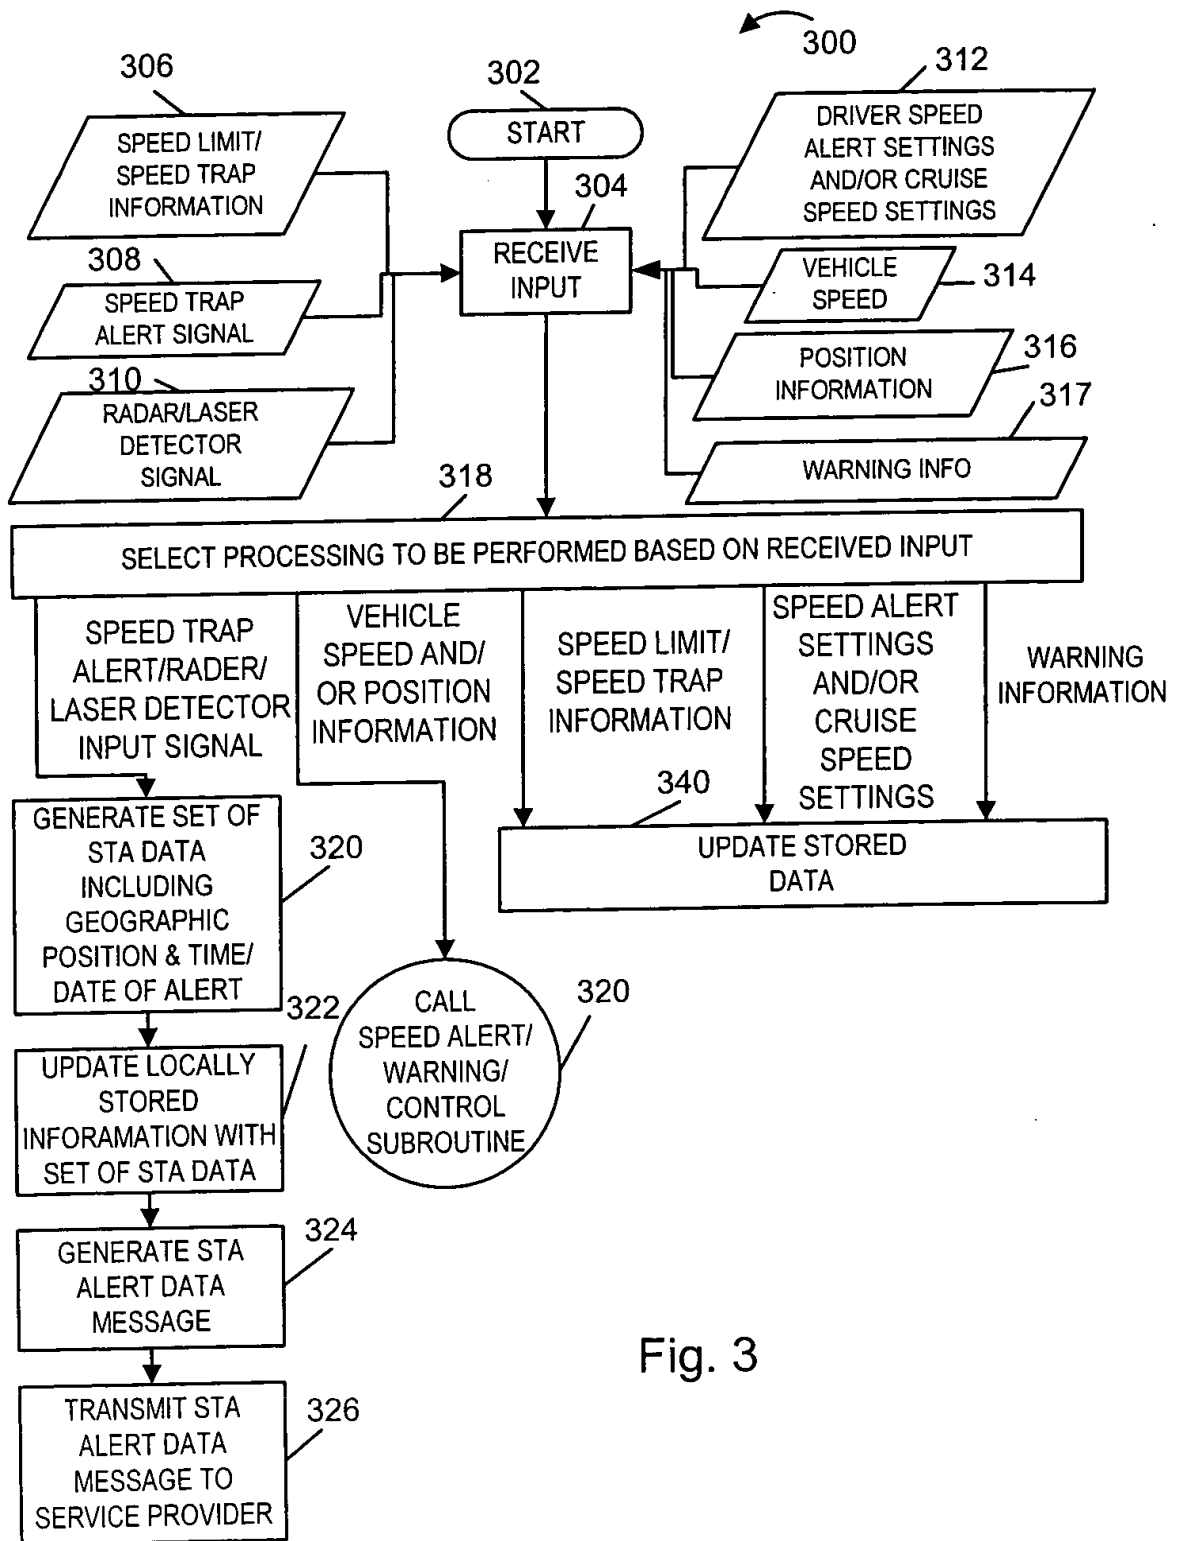 300
306
SPEED LIMIT/
SPEED TRAP
INFORMATION
302
START
312
DRIVER SPEED
ALERT SETTINGS
AND/OR CRUISE
SPEED SETTINGS
304
RECEIVE
INPUT
308
SPEED TRAP
ALERT SIGNAL
VEHICLE
SPEED
314
310
RADAR/LASER
DETECTOR
SIGNAL
POSITION
INFORMATION
316
317
WARNING INFO
318
SELECT PROCESSING TO BE PERFORMED BASED ON RECEIVED INPUT
SPEED TRAP
ALERT/RADER/
LASER DETECTOR
INPUT SIGNAL
VEHICLE
SPEED AND/
OR POSITION
INFORMATION
SPEED LIMIT/
SPEED TRAP
INFORMATION
SPEED ALERT
SETTINGS
AND/OR
CRUISE
SPEED
SETTINGS
WARNING
INFORMATION
GENERATE SET OF
STA DATA
INCLUDING
GEOGRAPHIC
POSITION & TIME/
DATE OF ALERT
320
340
UPDATE STORED
DATA
322
UPDATE LOCALLY
STORED
INFORAMATION WITH
SET OF STA DATA
CALL
SPEED ALERT/
WARNING/
CONTROL
SUBROUTINE
320
GENERATE STA
ALERT DATA
MESSAGE
324
TRANSMIT STA
ALERT DATA
MESSAGE TO
SERVICE PROVIDER
326
Fig. 3